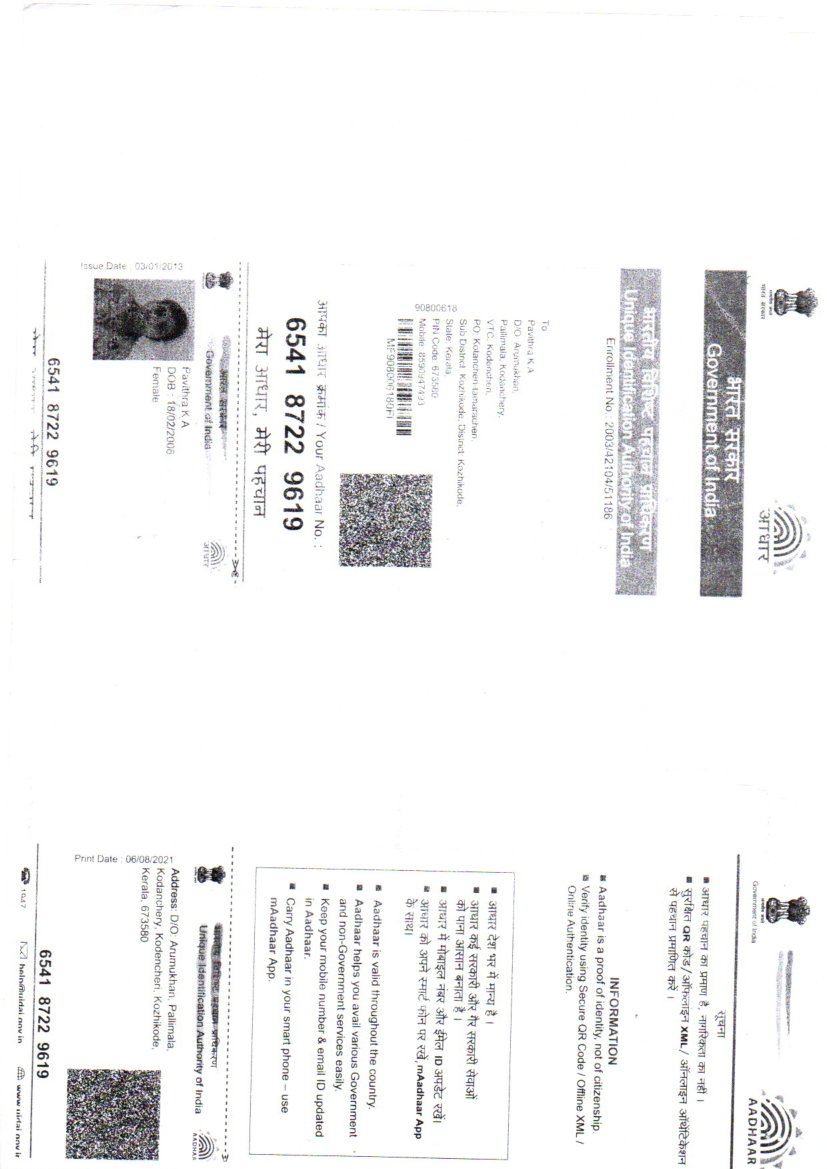 भारत सरकार
Government of India
आधार
भारतीय विशिष्ट पहचान प्राधिकरण
Unique Identification Authority of India
Enrollment No.: 2003/42104/51186
To
Pavithra K A
D/O: Arumukhan,
Pallimala, Kodanchery,
VTC: Kodencheri,
Sub District: Kozhikode, District: Kozhikode,
State: Kerala,
PIN Code: 673580
90800618
आपका आधार क्रमांक / Your Aadhaar No. :
6541 8722 9619
मेरा आधार, मेरी पहचान
भारत सरकार
Government of India
आधार
Issue Date : 03/01/2013
Pavithra K A
DOB : 18/02/2006
Female
6541 8722 9619
Government of India
AADHAAR
सूचना
■ आधार पहचान का प्रमाण है, नागरिकता का नहीं ।
■ सुरक्षित QR कोड / ऑफलाइन XML / ऑनलाइन ऑथेंटिकेशन
से पहचान प्रमाणित करें ।
INFORMATION
■ Aadhaar is a proof of identity, not of citizenship.
■ Verify identity using Secure QR Code / Offline XML /
Online Authentication.
■ आधार देश भर में मान्य है ।
■ आधार कई सरकारी और गैर सरकारी सेवाओं
को पाना आसान बनाता है ।
■ आधार में मोबाइल नंबर और ईमेल ID अपडेट रखें।
■ आधार को अपने स्मार्ट फोन पर रखें, mAadhaar App
के साथ।
■ Aadhaar is valid throughout the country.
■ Aadhaar helps you avail various Government
and non-Government services easily.
■ Keep your mobile number & email ID updated
in Aadhaar.
■ Carry Aadhaar in your smart phone – use
mAadhaar App.
भारतीय विशिष्ट पहचान प्राधिकरण
Unique Identification Authority of India
AADHAAR
Print Date : 06/08/2021
Address: D/O: Arumukhan, Pallimala,
Kodanchery, Kodencheri, Kozhikode,
Kerala, 673580
6541 8722 9619
1947
help@uidai.gov.in
www.uidai.gov.in